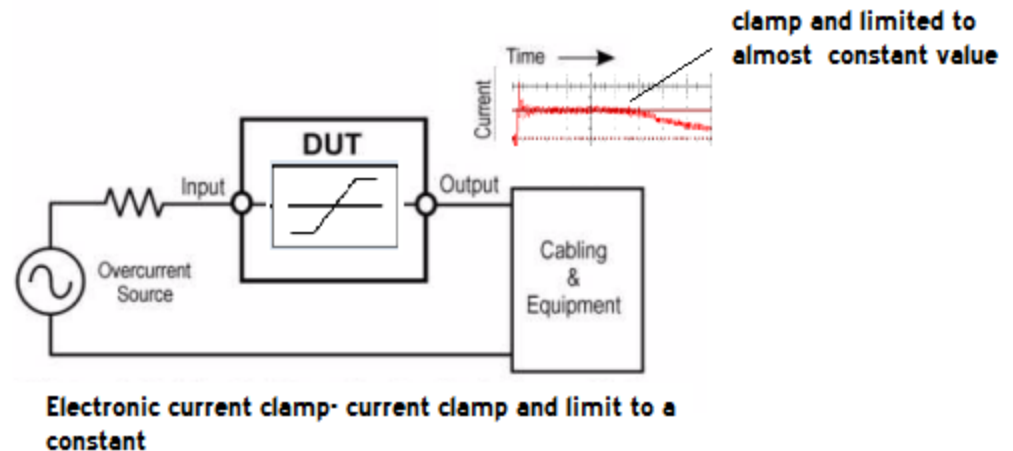 clamp and limited to
almost constant value
Time
Current
DUT
Input
Output
Overcurrent
Source
Cabling
&
Equipment
Electronic current clamp- current clamp and limit to a
constant